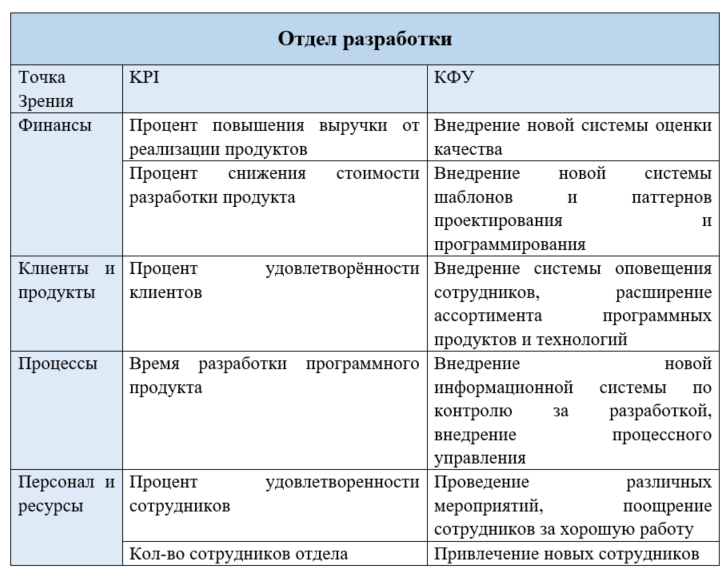 Отдел разработки
Точка
Зрения
KPI
КФУ
Финансы
Процент повышения выручки от
реализации продуктов
Внедрение новой системы оценки
качества
Процент снижения стоимости
разработки продукта
Внедрение новой системы
шаблонов и паттернов
проектирования и
программирования
Клиенты и
продукты
Процент удовлетворённости
клиентов
Внедрение системы оповещения
сотрудников, расширение
ассортимента программных
продуктов и технологий
Процессы
Время разработки программного
продукта
Внедрение новой
информационной системы по
контролю за разработкой,
внедрение процессного
управления
Персонал и
ресурсы
Процент удовлетворенности
сотрудников
Проведение различных
мероприятий, поощрение
сотрудников за хорошую работу
Кол-во сотрудников отдела
Привлечение новых сотрудников